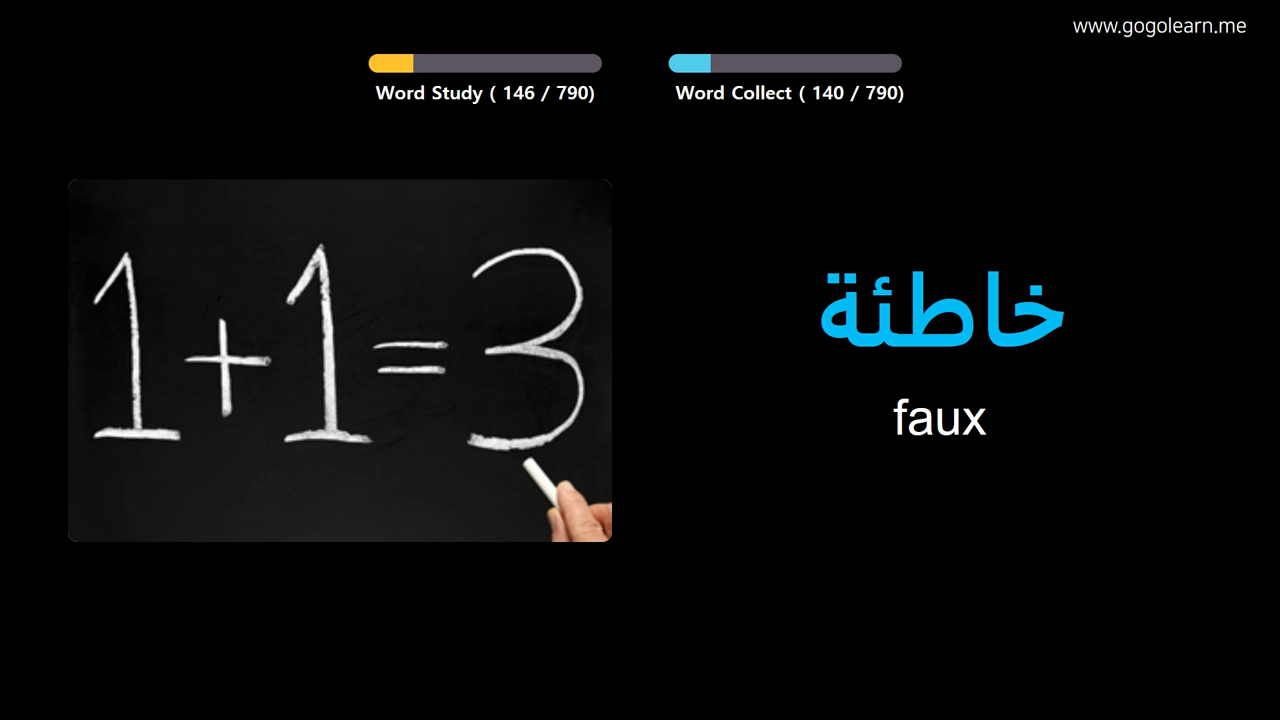 www.gogolearn.me
Word Study ( 146 / 790)
Word Collect ( 140 / 790)
1+1=3
خاطئة
faux